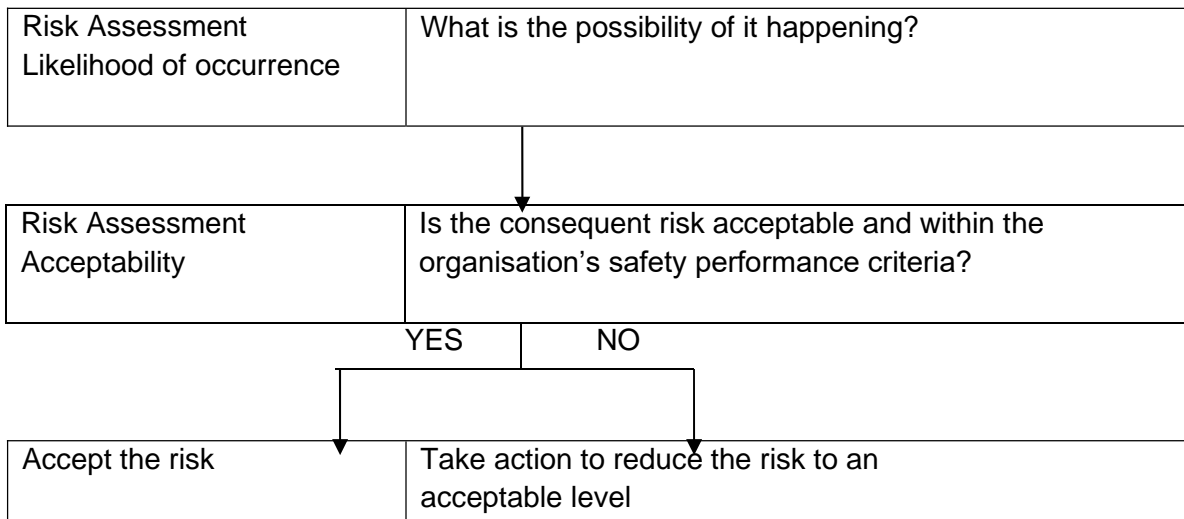 Risk Assessment
Likelihood of occurrence
What is the possibility of it happening?
Risk Assessment
Acceptability
Is the consequent risk acceptable and within the
organisation’s safety performance criteria?
YES
NO
Accept the risk
Take action to reduce the risk to an
acceptable level